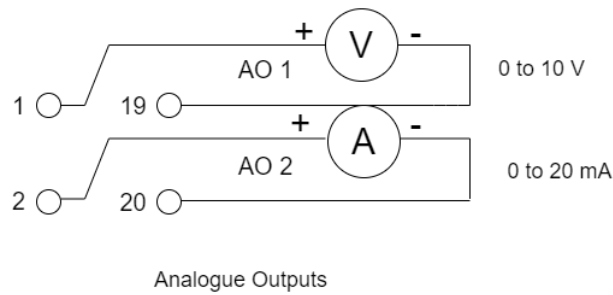 + V -
AO 1
0 to 10 V
1
19
+ A -
AO 2
0 to 20 mA
2
20
Analogue Outputs